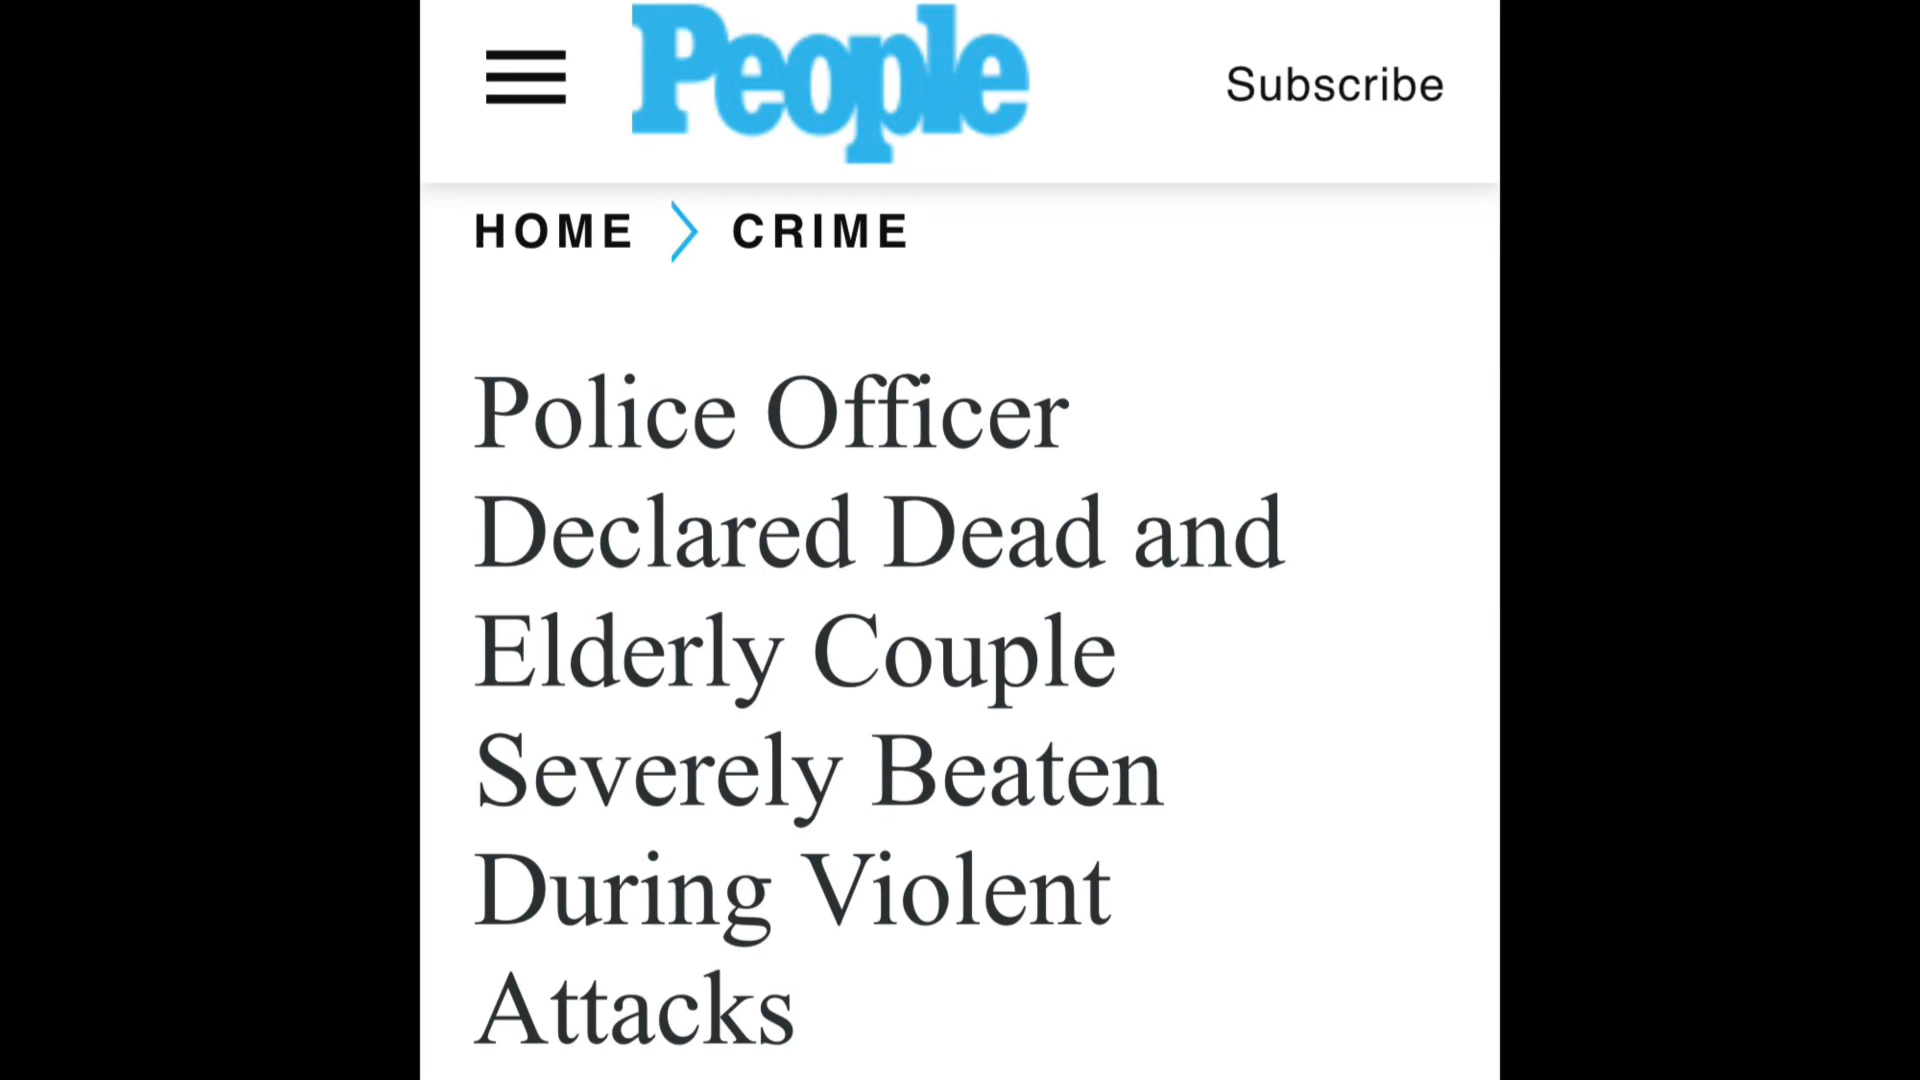 People
Subscribe
HOME > CRIME
Police Officer
Declared Dead and
Elderly Couple
Severely Beaten
During Violent
Attacks